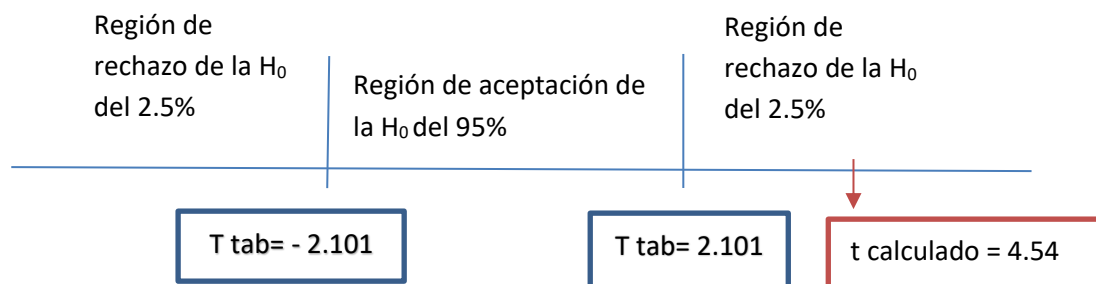 Región de
rechazo de la H₀
del 2.5%
Región de aceptación de
la H₀ del 95%
Región de
rechazo de la H₀
del 2.5%
T tab= - 2.101
T tab= 2.101
t calculado = 4.54